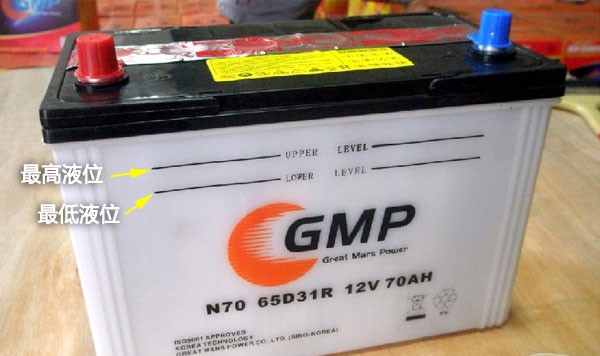 GMP
UPPER LEVEL
最高液位
LOWER LEVEL
最低液位
GMP
Great Mars Power
N70 65D31R 12V 70AH
ISO9001 APPROVED
KOREA TECHNOLOGY
GREAT MARS POWER CO.,LTD. (SINO-KOREA)